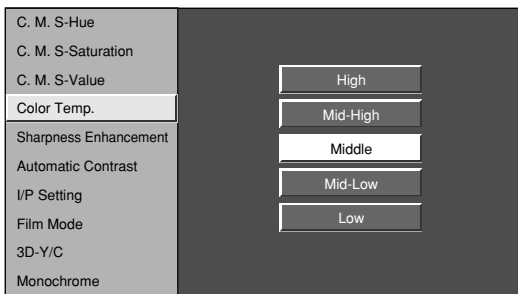 C. M. S-Hue
C. M. S-Saturation
C. M. S-Value
Color Temp.
Sharpness Enhancement
Automatic Contrast
I/P Setting
Film Mode
3D-Y/C
Monochrome
High
Mid-High
Middle
Mid-Low
Low